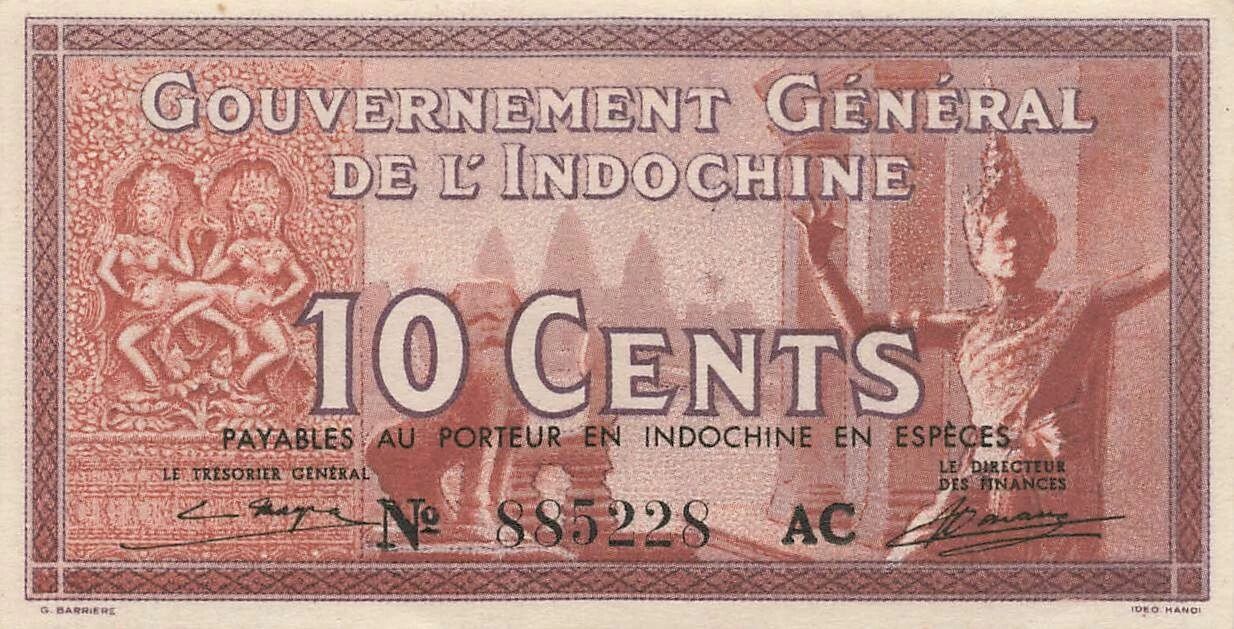 GOUVERNEMENT GÉNÉRAL
DE L'INDOCHINE
10 CENTS
PAYABLES AU PORTEUR EN INDOCHINE EN ESPÈCES
LE TRÉSORIER GÉNÉRAL
LE DIRECTEUR
DES FINANCES
Nº 885228 AC
G. BARRIERE
IDEO HANOI